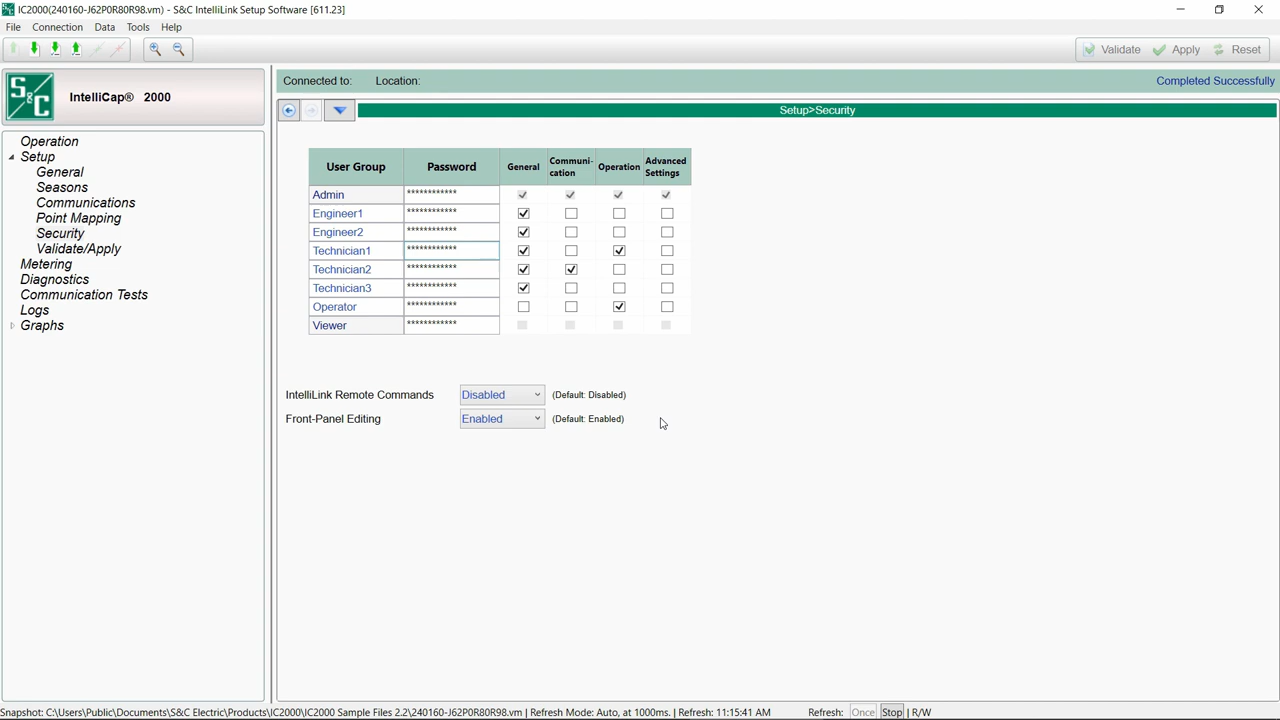 IC2000(240160-J62P0R80R98.vm) - S&C IntelliLink Setup Software [611.23]
File Connection Data Tools Help
Validate Apply Reset
S&C
IntelliCap® 2000
Connected to: Location: Completed Successfully
Setup>Security
Operation
Setup
General
Seasons
Communications
Point Mapping
Security
Validate/Apply
Metering
Diagnostics
Communication Tests
Logs
Graphs
User Group Password General Communi-cation Operation Advanced Settings
Admin ************
Engineer1 ************
Engineer2 ************
Technician1 ************
Technician2 ************
Technician3 ************
Operator ************
Viewer ************
IntelliLink Remote Commands Disabled (Default: Disabled)
Front-Panel Editing Enabled (Default: Enabled)
Snapshot: C:\Users\Public\Documents\S&C Electric\Products\IC2000\IC2000 Sample Files 2.2\240160-J62P0R80R98.vm | Refresh Mode: Auto, at 1000ms. | Refresh: 11:15:41 AM Refresh: Once Stop | R/W